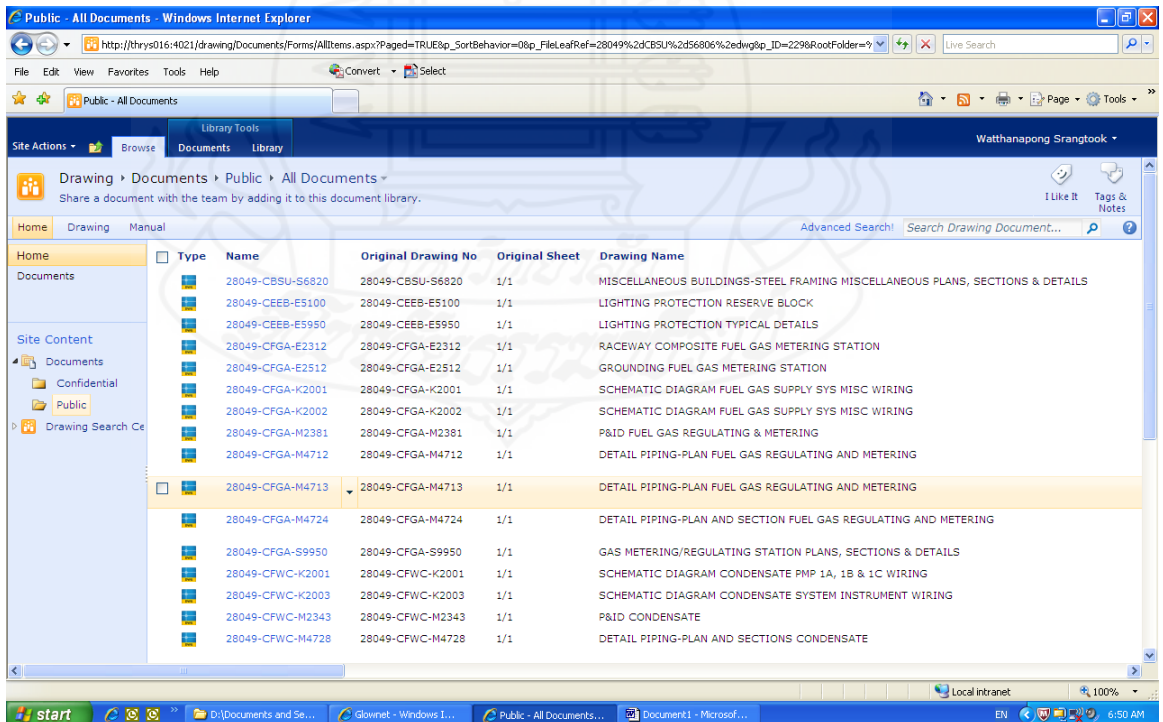 Public - All Documents - Windows Internet Explorer
http://thrys016:4021/drawing/Documents/Forms/AllItems.aspx?Paged=TRUE&p_SortBehavior=0&p_FileLeafRef=28049%2dCBSU%2dS6806%2edwg&p_ID=229&RootFolder=% Live Search
File Edit View Favorites Tools Help Convert Select
Public - All Documents Page Tools
Library Tools
Site Actions Browse Documents Library Watthanapong Srangtook
Drawing Documents Public All Documents
Share a document with the team by adding it to this document library.
I Like It Tags & Notes
Home Drawing Manual Advanced Search! Search Drawing Document...
Home
Documents
Site Content
Documents
Confidential
Public
Drawing Search Ce
Type Name Original Drawing No Original Sheet Drawing Name
28049-CBSU-S6820 28049-CBSU-S6820 1/1 MISCELLANEOUS BUILDINGS-STEEL FRAMING MISCELLANEOUS PLANS, SECTIONS & DETAILS
28049-CEEB-E5100 28049-CEEB-E5100 1/1 LIGHTING PROTECTION RESERVE BLOCK
28049-CEEB-E5950 28049-CEEB-E5950 1/1 LIGHTING PROTECTION TYPICAL DETAILS
28049-CFGA-E2312 28049-CFGA-E2312 1/1 RACEWAY COMPOSITE FUEL GAS METERING STATION
28049-CFGA-E2512 28049-CFGA-E2512 1/1 GROUNDING FUEL GAS METERING STATION
28049-CFGA-K2001 28049-CFGA-K2001 1/1 SCHEMATIC DIAGRAM FUEL GAS SUPPLY SYS MISC WIRING
28049-CFGA-K2002 28049-CFGA-K2002 1/1 SCHEMATIC DIAGRAM FUEL GAS SUPPLY SYS MISC WIRING
28049-CFGA-M2381 28049-CFGA-M2381 1/1 P&ID FUEL GAS REGULATING & METERING
28049-CFGA-M4712 28049-CFGA-M4712 1/1 DETAIL PIPING-PLAN FUEL GAS REGULATING AND METERING
28049-CFGA-M4713 28049-CFGA-M4713 1/1 DETAIL PIPING-PLAN FUEL GAS REGULATING AND METERING
28049-CFGA-M4724 28049-CFGA-M4724 1/1 DETAIL PIPING-PLAN AND SECTION FUEL GAS REGULATING AND METERING
28049-CFGA-S9950 28049-CFGA-S9950 1/1 GAS METERING/REGULATING STATION PLANS, SECTIONS & DETAILS
28049-CFWC-K2001 28049-CFWC-K2001 1/1 SCHEMATIC DIAGRAM CONDENSATE PMP 1A, 1B & 1C WIRING
28049-CFWC-K2003 28049-CFWC-K2003 1/1 SCHEMATIC DIAGRAM CONDENSATE SYSTEM INSTRUMENT WIRING
28049-CFWC-M2343 28049-CFWC-M2343 1/1 P&ID CONDENSATE
28049-CFWC-M4728 28049-CFWC-M4728 1/1 DETAIL PIPING-PLAN AND SECTIONS CONDENSATE
Local intranet 100%
start D:\Documents and Se... Glownet - Windows I... Public - All Documents... Document1 - Microsof... EN 6:50 AM